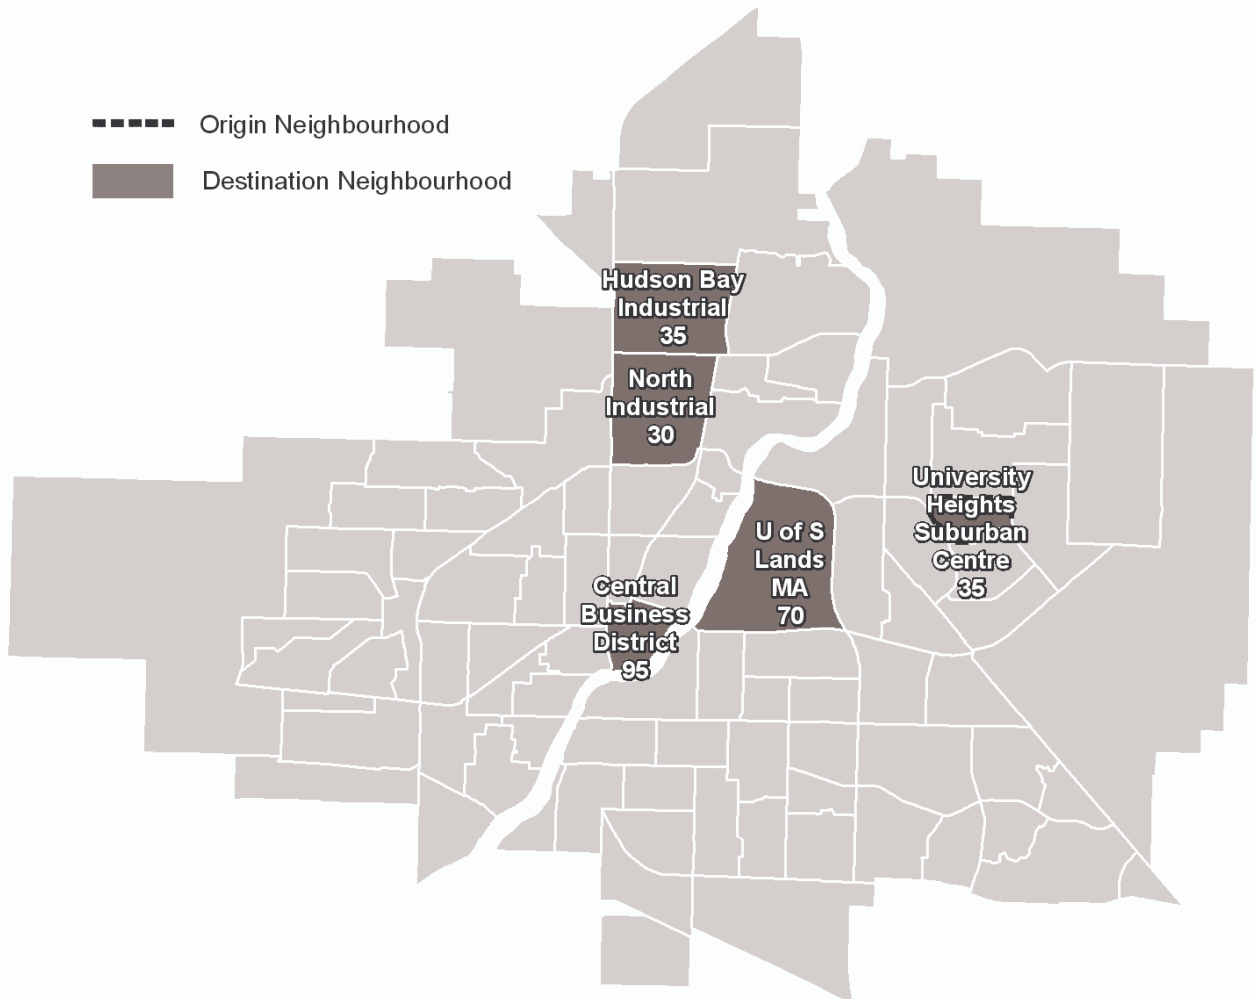 Origin Neighbourhood
Destination Neighbourhood
Hudson Bay
Industrial
35
North
Industrial
30
University
Heights
Suburban
Centre
35
U of S
Lands
MA
70
Central
Business
District
95